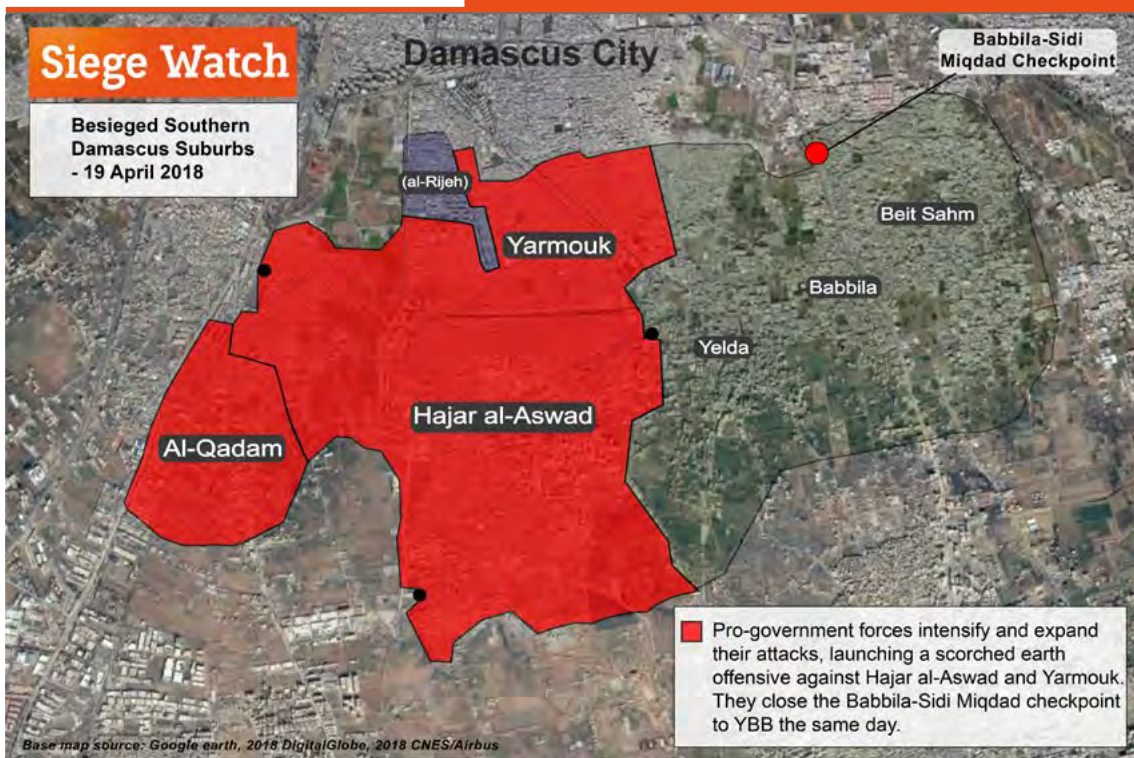 Siege Watch
Besieged Southern
Damascus Suburbs
- 19 April 2018
Damascus City
Babbila-Sidi
Miqdad Checkpoint
(al-Rijeh)
Yarmouk
Beit Sahm
Babbila
Yelda
Hajar al-Aswad
Al-Qadam
Pro-government forces intensify and expand
their attacks, launching a scorched earth
offensive against Hajar al-Aswad and Yarmouk.
They close the Babbila-Sidi Miqdad checkpoint
to YBB the same day.
Base map source: Google earth, 2018 DigitalGlobe, 2018 CNES/Airbus